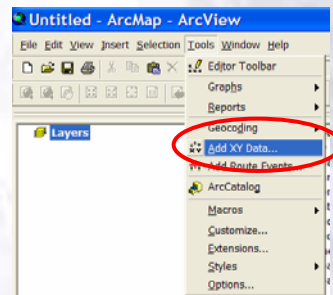 Untitled - ArcMap - ArcView
File Edit View Insert Selection Tools Window Help
Editor Toolbar
Graphs
Reports
Geocoding
Layers
Add XY Data...
Add Route Events...
ArcCatalog
Macros
Customize...
Extensions...
Styles
Options...